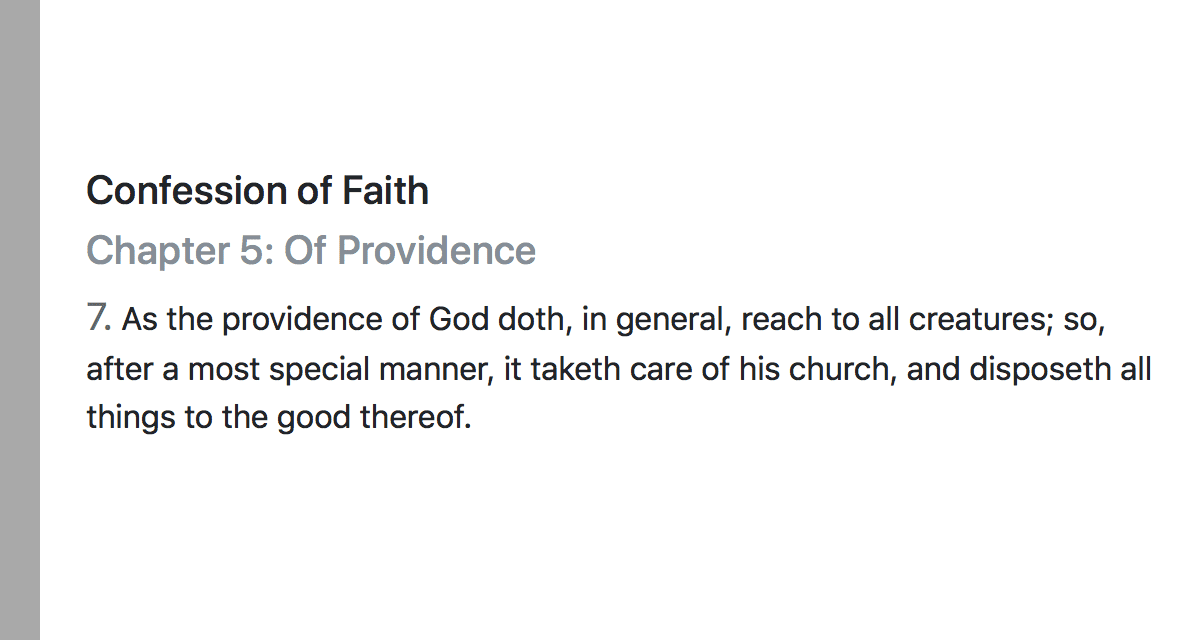 Confession of Faith
Chapter 5: Of Providence
7. As the providence of God doth, in general, reach to all creatures; so,
after a most special manner, it taketh care of his church, and disposeth all
things to the good thereof.